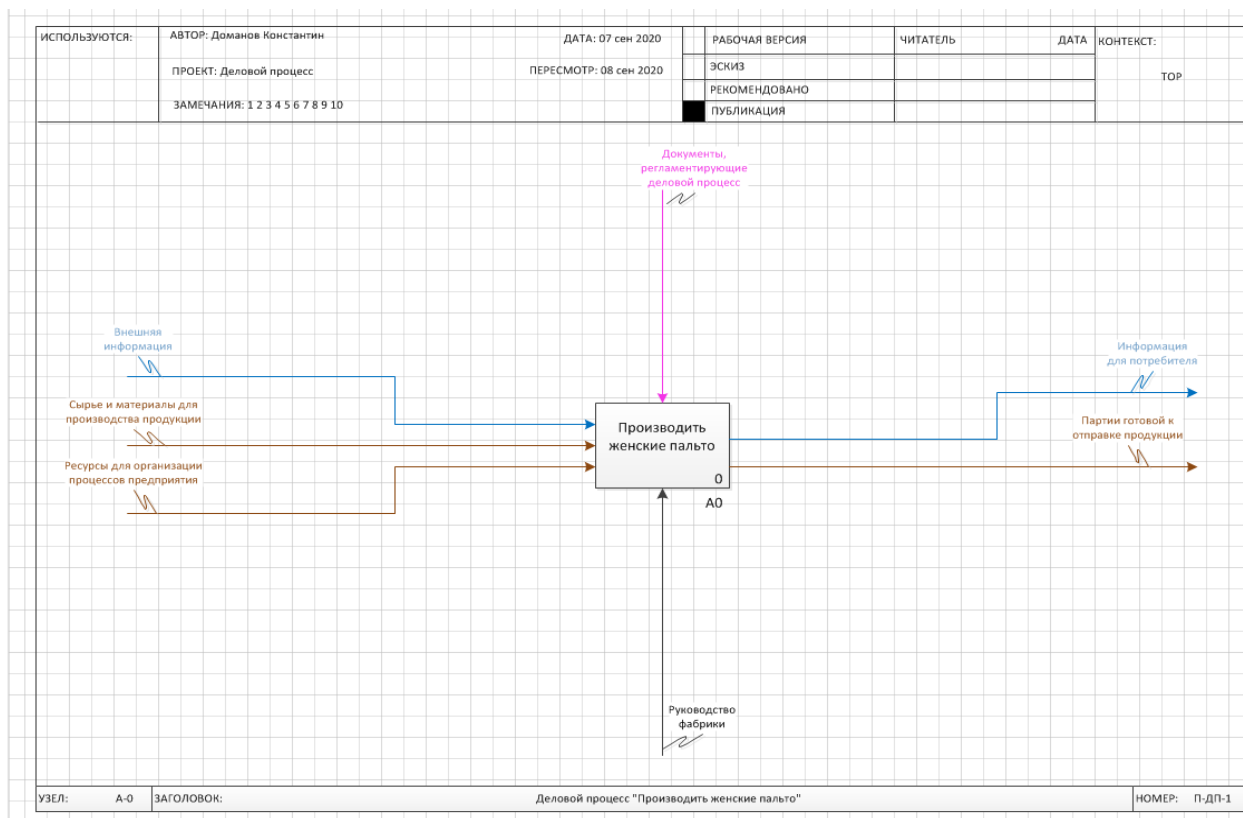 ИСПОЛЬЗУЮТСЯ:
АВТОР: Доманов Константин
ДАТА: 07 сен 2020
ПРОЕКТ: Деловой процесс
ПЕРЕСМОТР: 08 сен 2020
ЗАМЕЧАНИЯ: 1 2 3 4 5 6 7 8 9 10
РАБОЧАЯ ВЕРСИЯ
ЭСКИЗ
РЕКОМЕНДОВАНО
ПУБЛИКАЦИЯ
ЧИТАТЕЛЬ
ДАТА
КОНТЕКСТ:
TOP
Документы,
регламентирующие
деловой процесс
Внешняя
информация
Сырье и материалы для
производства продукции
Ресурсы для организации
процессов предприятия
Производить
женские пальто
0
A0
Информация
для потребителя
Партии готовой к
отправке продукции
Руководство
фабрики
УЗЕЛ:
A-0
ЗАГОЛОВОК:
Деловой процесс "Производить женские пальто"
НОМЕР:
П-ДП-1